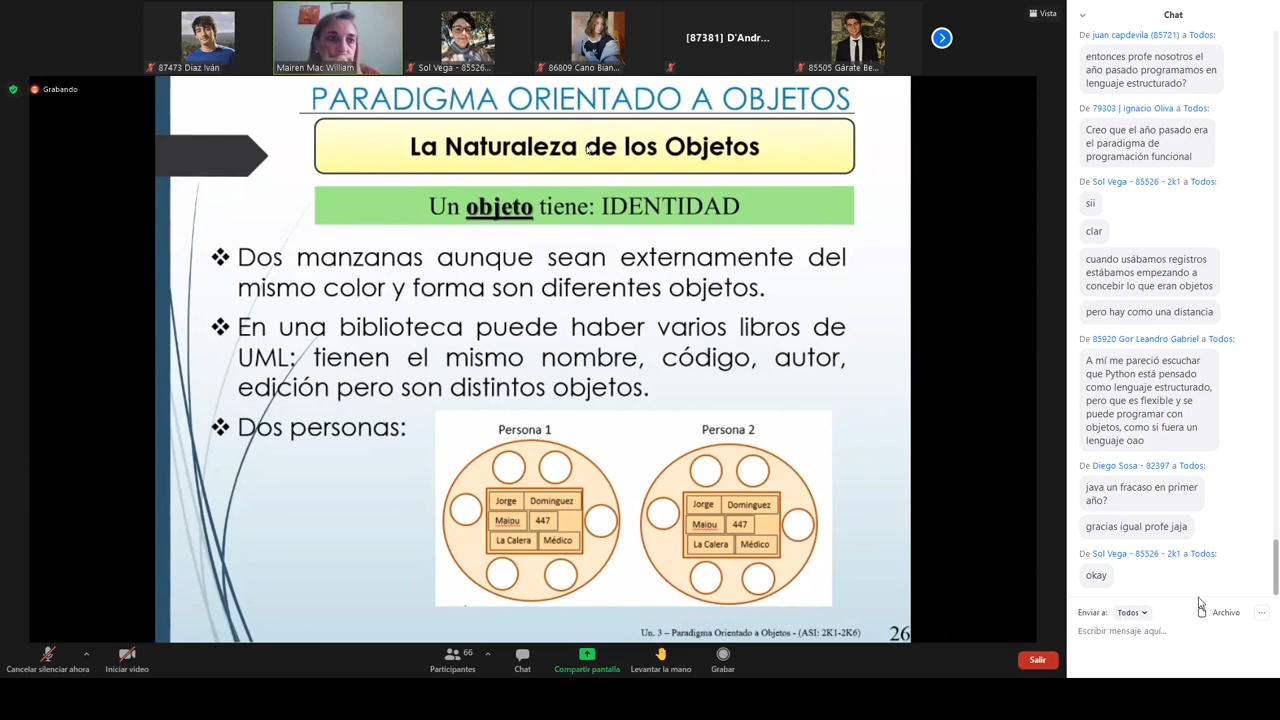 Vista
87473 Diaz Iván
Mairen Mac William
Sol Vega - 85526...
86809 Cano Bian...
[87381] D'Andr...
85505 Gárate Be...
Grabando
PARADIGMA ORIENTADO A OBJETOS
La Naturaleza de los Objetos
Un objeto tiene: IDENTIDAD
❖ Dos manzanas aunque sean externamente del
mismo color y forma son diferentes objetos.
❖ En una biblioteca puede haber varios libros de
UML: tienen el mismo nombre, código, autor,
edición pero son distintos objetos.
❖ Dos personas:
Persona 1
Jorge Dominguez
Maipu 447
La Calera Médico
Persona 2
Jorge Dominguez
Maipu 447
La Calera Médico
Un. 3 – Paradigma Orientado a Objetos - (ASI: 2K1-2K6) 26
Cancelar silenciar ahora
Iniciar video
66
Participantes
Chat
Compartir pantalla
Levantar la mano
Grabar
Salir
Chat
De juan capdevila (85721) a Todos:
entonces profe nosotros el
año pasado programamos en
lenguaje estructurado?
De 79303 | Ignacio Oliva a Todos:
Creo que el año pasado era
el paradigma de
programación funcional
De Sol Vega - 85526 - 2k1 a Todos:
sii
clar
cuando usábamos registros
estábamos empezando a
concebir lo que eran objetos
pero hay como una distancia
De 85920 Gor Leandro Gabriel a Todos:
A mí me pareció escuchar
que Python está pensado
como lenguaje estructurado,
pero que es flexible y se
puede programar con
objetos, como si fuera un
lenguaje oao
De Diego Sosa - 82397 a Todos:
java un fracaso en primer
año?
gracias igual profe jaja
De Sol Vega - 85526 - 2k1 a Todos:
okay
Enviar a: Todos
Archivo
...
Escribir mensaje aquí...